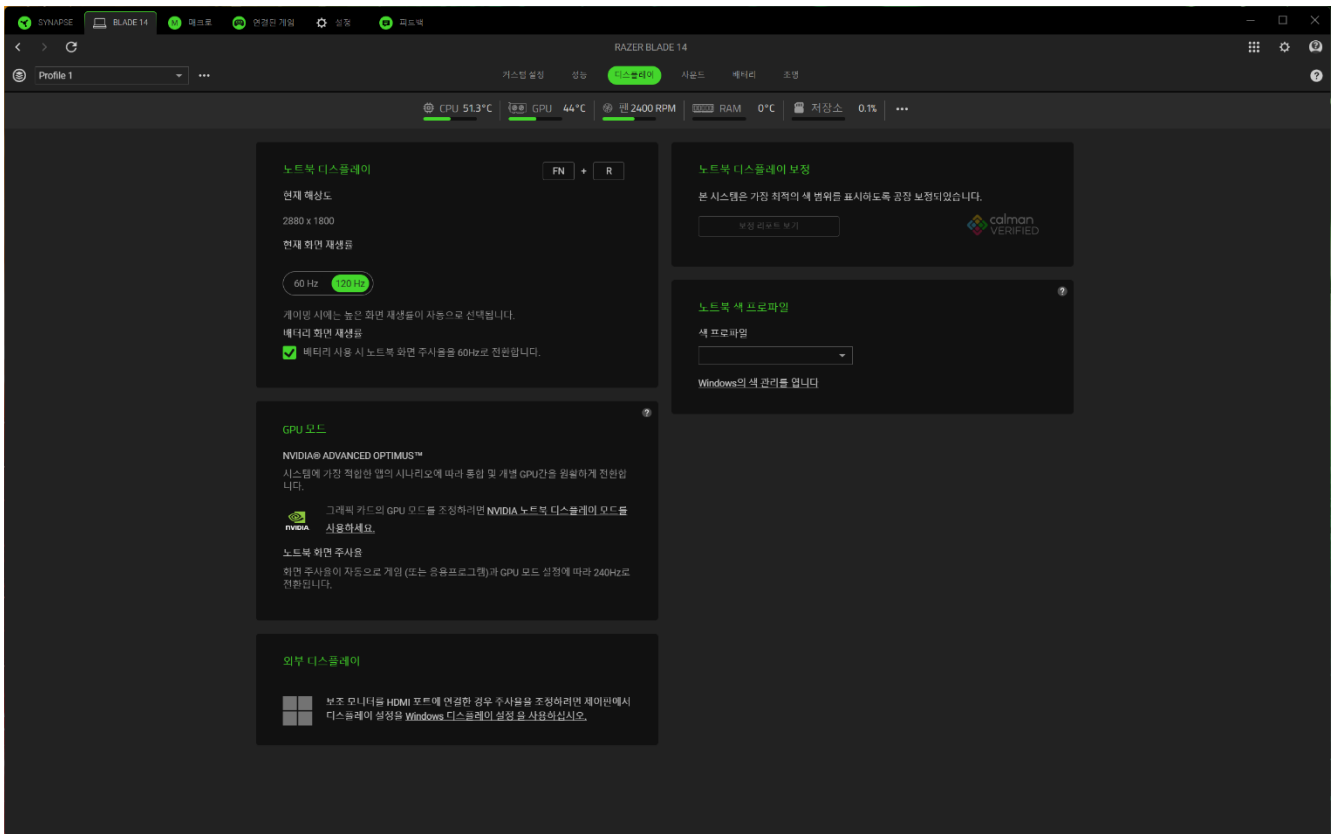 SYNAPSE BLADE 14 M 매크로 연결된 게임 설정 피드백
RAZER BLADE 14
Profile 1
커스텀 설정 성능 디스플레이 사운드 배터리 조명
CPU 51.3°C GPU 44°C 팬 2400 RPM RAM 0°C 저장소 0.1%
노트북 디스플레이 FN + R
현재 해상도
2880 x 1800
현재 화면 재생률
60 Hz 120 Hz
게이밍 시에는 높은 화면 재생률이 자동으로 선택됩니다.
배터리 화면 재생률
배터리 사용 시 노트북 화면 주사율을 60Hz로 전환합니다.
GPU 모드
NVIDIA® ADVANCED OPTIMUS™
시스템에 가장 적합한 앱의 시나리오에 따라 통합 및 개별 GPU간을 원활하게 전환합
니다.
그래픽 카드의 GPU 모드를 조정하려면 NVIDIA 노트북 디스플레이 모드를
사용하세요.
nVIDIA
노트북 화면 주사율
화면 주사율이 자동으로 게임 (또는 응용프로그램)과 GPU 모드 설정에 따라 240Hz로
전환됩니다.
외부 디스플레이
보조 모니터를 HDMI 포트에 연결한 경우 주사율을 조정하려면 제어판에서
디스플레이 설정을 Windows 디스플레이 설정 을 사용하십시오.
노트북 디스플레이 보정
본 시스템은 가장 최적의 색 범위를 표시하도록 공장 보정되었습니다.
보정 리포트 보기
calman
VERIFIED
노트북 색 프로파일
색 프로파일
Windows의 색 관리를 엽니다